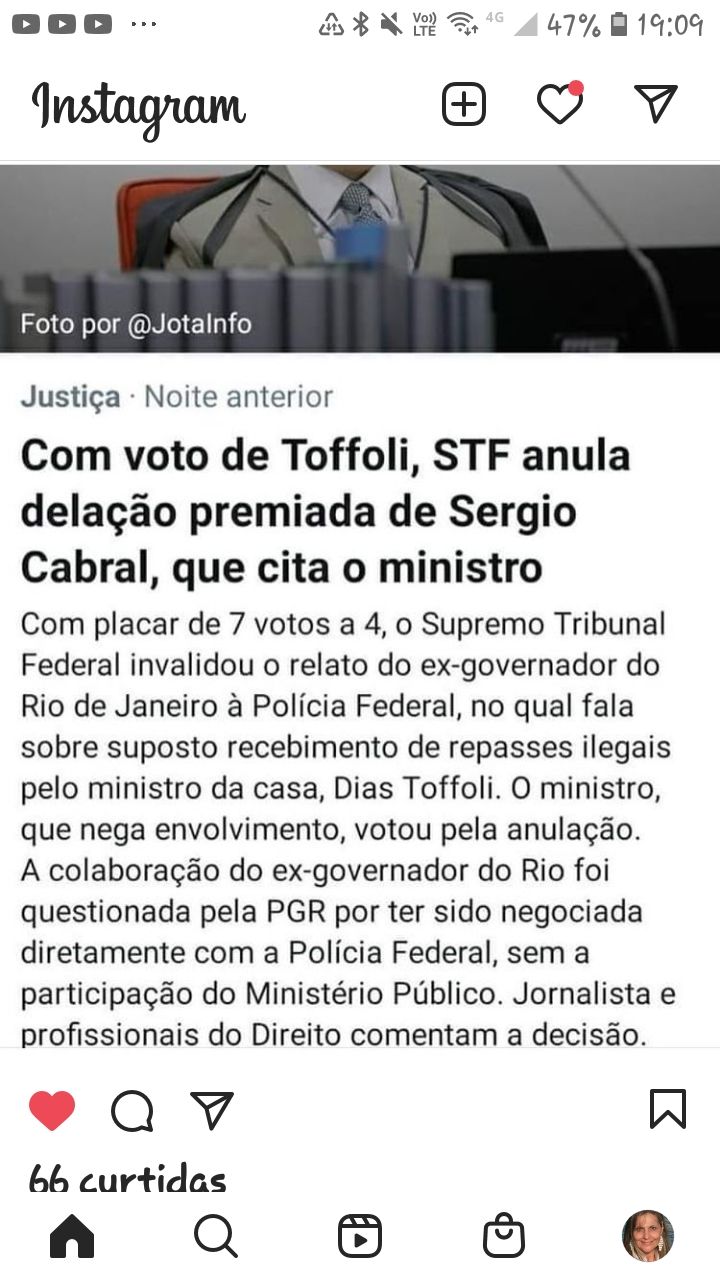 Vo)) 4G 47% 19:09
LTE
Instagram
Foto por @JotaInfo
Justiça · Noite anterior
Com voto de Toffoli, STF anula
delação premiada de Sergio
Cabral, que cita o ministro
Com placar de 7 votos a 4, o Supremo Tribunal
Federal invalidou o relato do ex-governador do
Rio de Janeiro à Polícia Federal, no qual fala
sobre suposto recebimento de repasses ilegais
pelo ministro da casa, Dias Toffoli. O ministro,
que nega envolvimento, votou pela anulação.
A colaboração do ex-governador do Rio foi
questionada pela PGR por ter sido negociada
diretamente com a Polícia Federal, sem a
participação do Ministério Público. Jornalista e
profissionais do Direito comentam a decisão.
66 curtidas